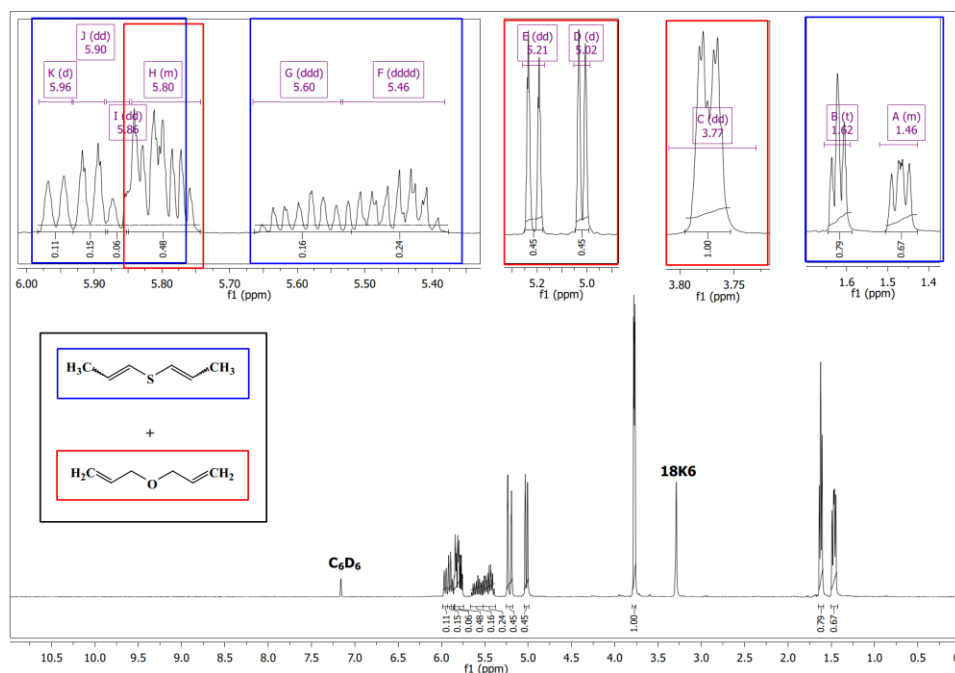 J (dd)
5.90
K (d)
5.96
H (m)
5.80
I (dd)
5.86
G (ddd)
5.60
F (dddd)
5.46
E (dd)
5.21
D (d)
5.02
C (dd)
3.77
B (t)
1.62
A (m)
1.46
0.11
0.15
0.06
0.48
0.16
0.24
0.45
0.45
1.00
0.79
0.67
6.00 5.90 5.80 5.70 5.60 5.50 5.40
f1 (ppm)
5.2 5.0
f1 (ppm)
3.80 3.75
f1 (ppm)
1.6 1.5 1.4
f1 (ppm)
H₃C S CH₃
+
H₂C O CH₂
C₆D₆
18K6
0.11
0.15
0.06
0.48
0.16
0.24
0.45
0.45
1.00
0.79
0.67
10.5 10.0 9.5 9.0 8.5 8.0 7.5 7.0 6.5 6.0 5.5 5.0 4.5 4.0 3.5 3.0 2.5 2.0 1.5 1.0 0.5
f1 (ppm)